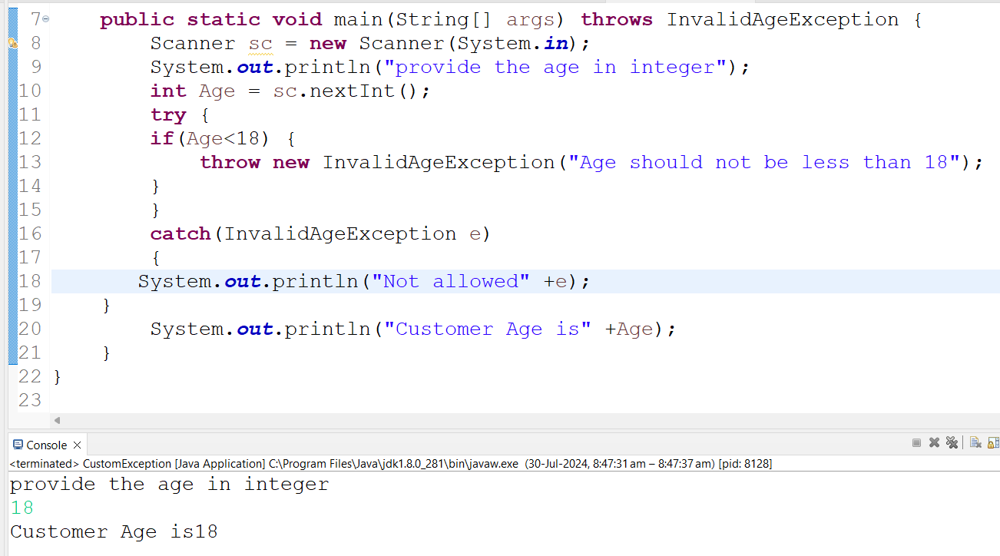 7 public static void main(String[] args) throws InvalidAgeException {
8 Scanner sc = new Scanner(System.in);
9 System.out.println("provide the age in integer");
10 int Age = sc.nextInt();
11 try {
12 if(Age<18) {
13 throw new InvalidAgeException("Age should not be less than 18");
14 }
15 }
16 catch(InvalidAgeException e)
17 {
18 System.out.println("Not allowed" +e);
19 }
20 System.out.println("Customer Age is" +Age);
21 }
22 }
23
Console
<terminated> CustomException [Java Application] C:\Program Files\Java\jdk1.8.0_281\bin\javaw.exe (30-Jul-2024, 8:47:31 am – 8:47:37 am) [pid: 8128]
provide the age in integer
18
Customer Age is18